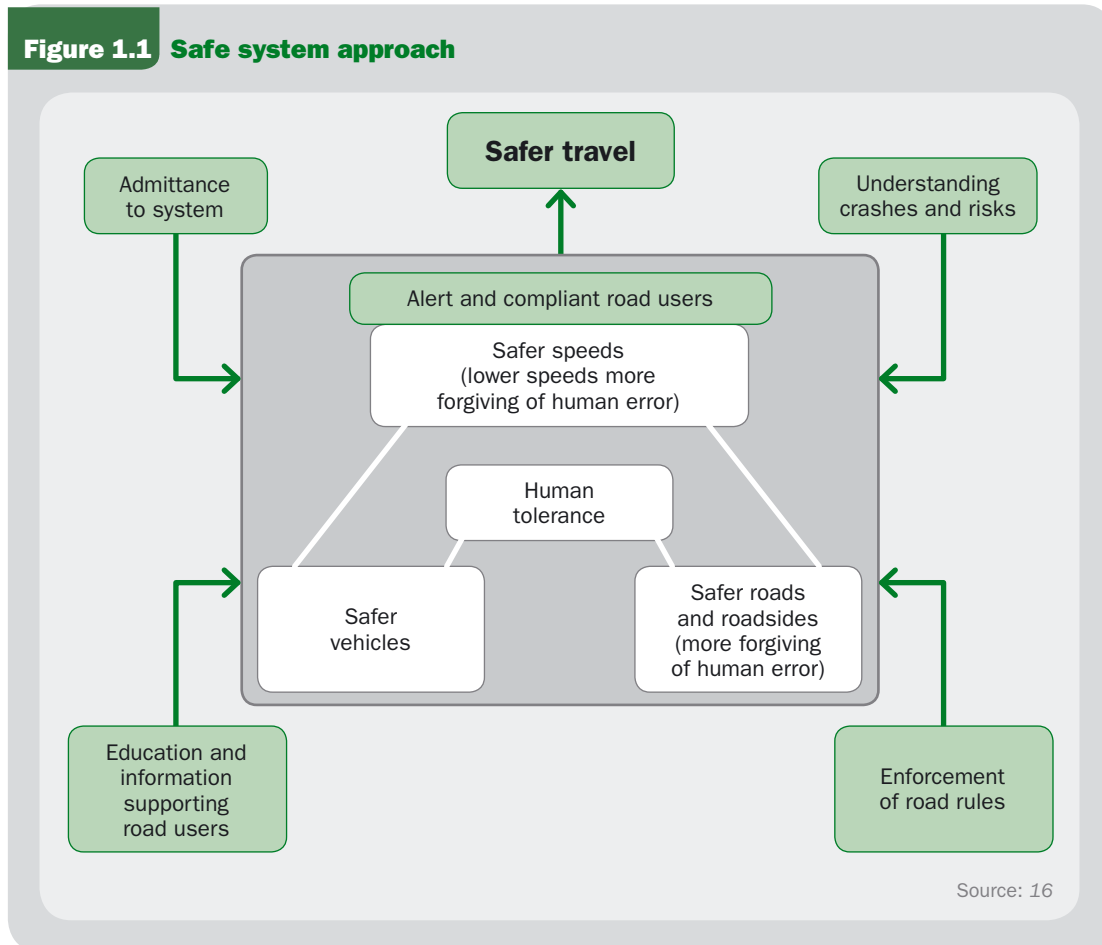 Figure 1.1 Safe system approach
Safer travel
Admittance
to system
Understanding
crashes and risks
Alert and compliant road users
Safer speeds
(lower speeds more
forgiving of human error)
Human
tolerance
Safer
vehicles
Safer roads
and roadsides
(more forgiving
of human error)
Education and
information
supporting
road users
Enforcement
of road rules
Source: 16